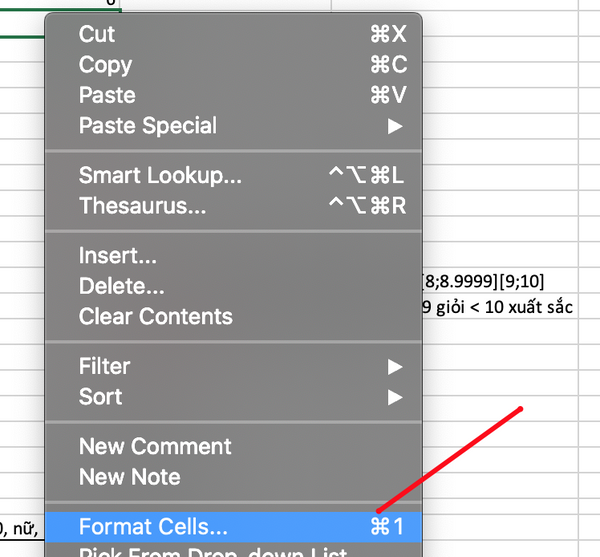 Cut ⌘X
Copy ⌘C
Paste ⌘V
Paste Special ▶
Smart Lookup... ^⌥⌘L
Thesaurus... ^⌥⌘R
Insert...
Delete...
[8;8.9999][9;10]
9 giỏi < 10 xuất sắc
Clear Contents
Filter ▶
Sort ▶
New Comment
New Note
, nữ,
Format Cells... ⌘1
Pick From Drop-down List...